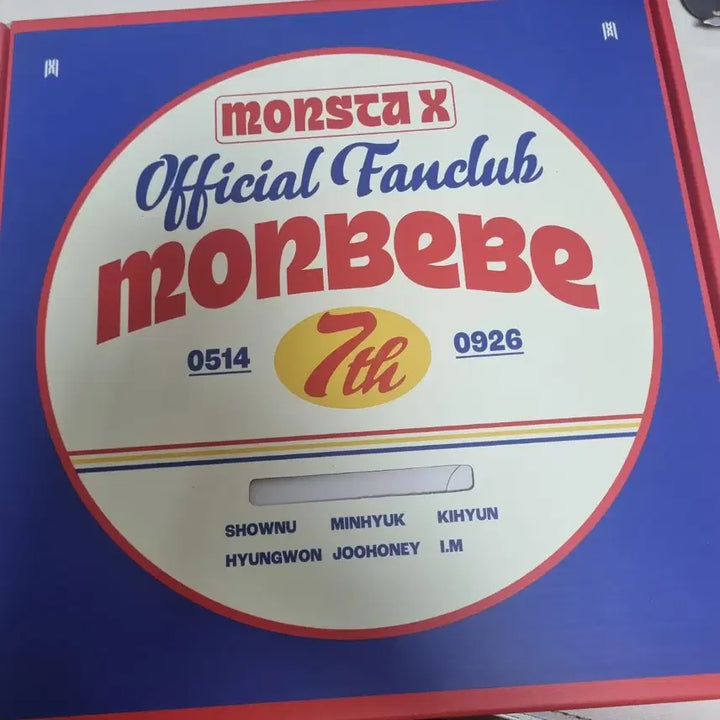 MONSTA X
Official Fanclub
MONBEBE
0514 7th 0926
SHOWNU MINHYUK KIHYUN
HYUNGWON JOOHONEY I.M